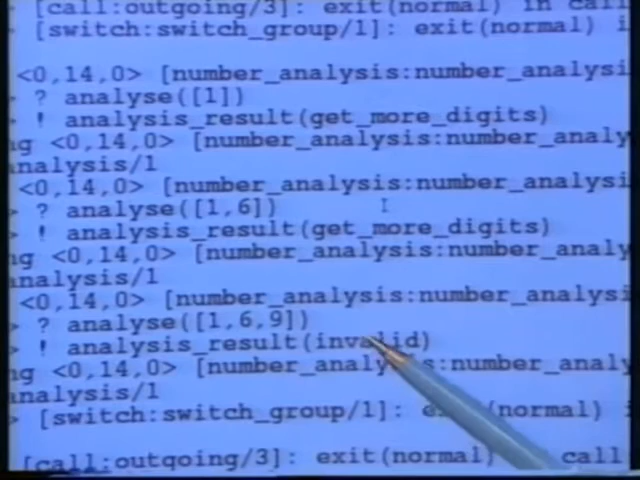 [call:outgoing/3]: exit(normal) in call
[switch:switch_group/1]: exit(normal) i
<0,14,0> [number_analysis:number_analysi
? analyse([1])
! analysis_result(get_more_digits)
ng <0,14,0> [number_analysis:number_analy
nalysis/1
<0,14,0> [number_analysis:number_analysi
? analyse([1,6])
! analysis_result(get_more_digits)
ng <0,14,0> [number_analysis:number_analy
nalysis/1
<0,14,0> [number_analysis:number_analysi
? analyse([1,6,9])
! analysis_result(invalid)
ng <0,14,0> [number_analysis:number_analy
nalysis/1
> [switch:switch_group/1]: (normal) i
[call:outgoing/3]: exit(normal) call